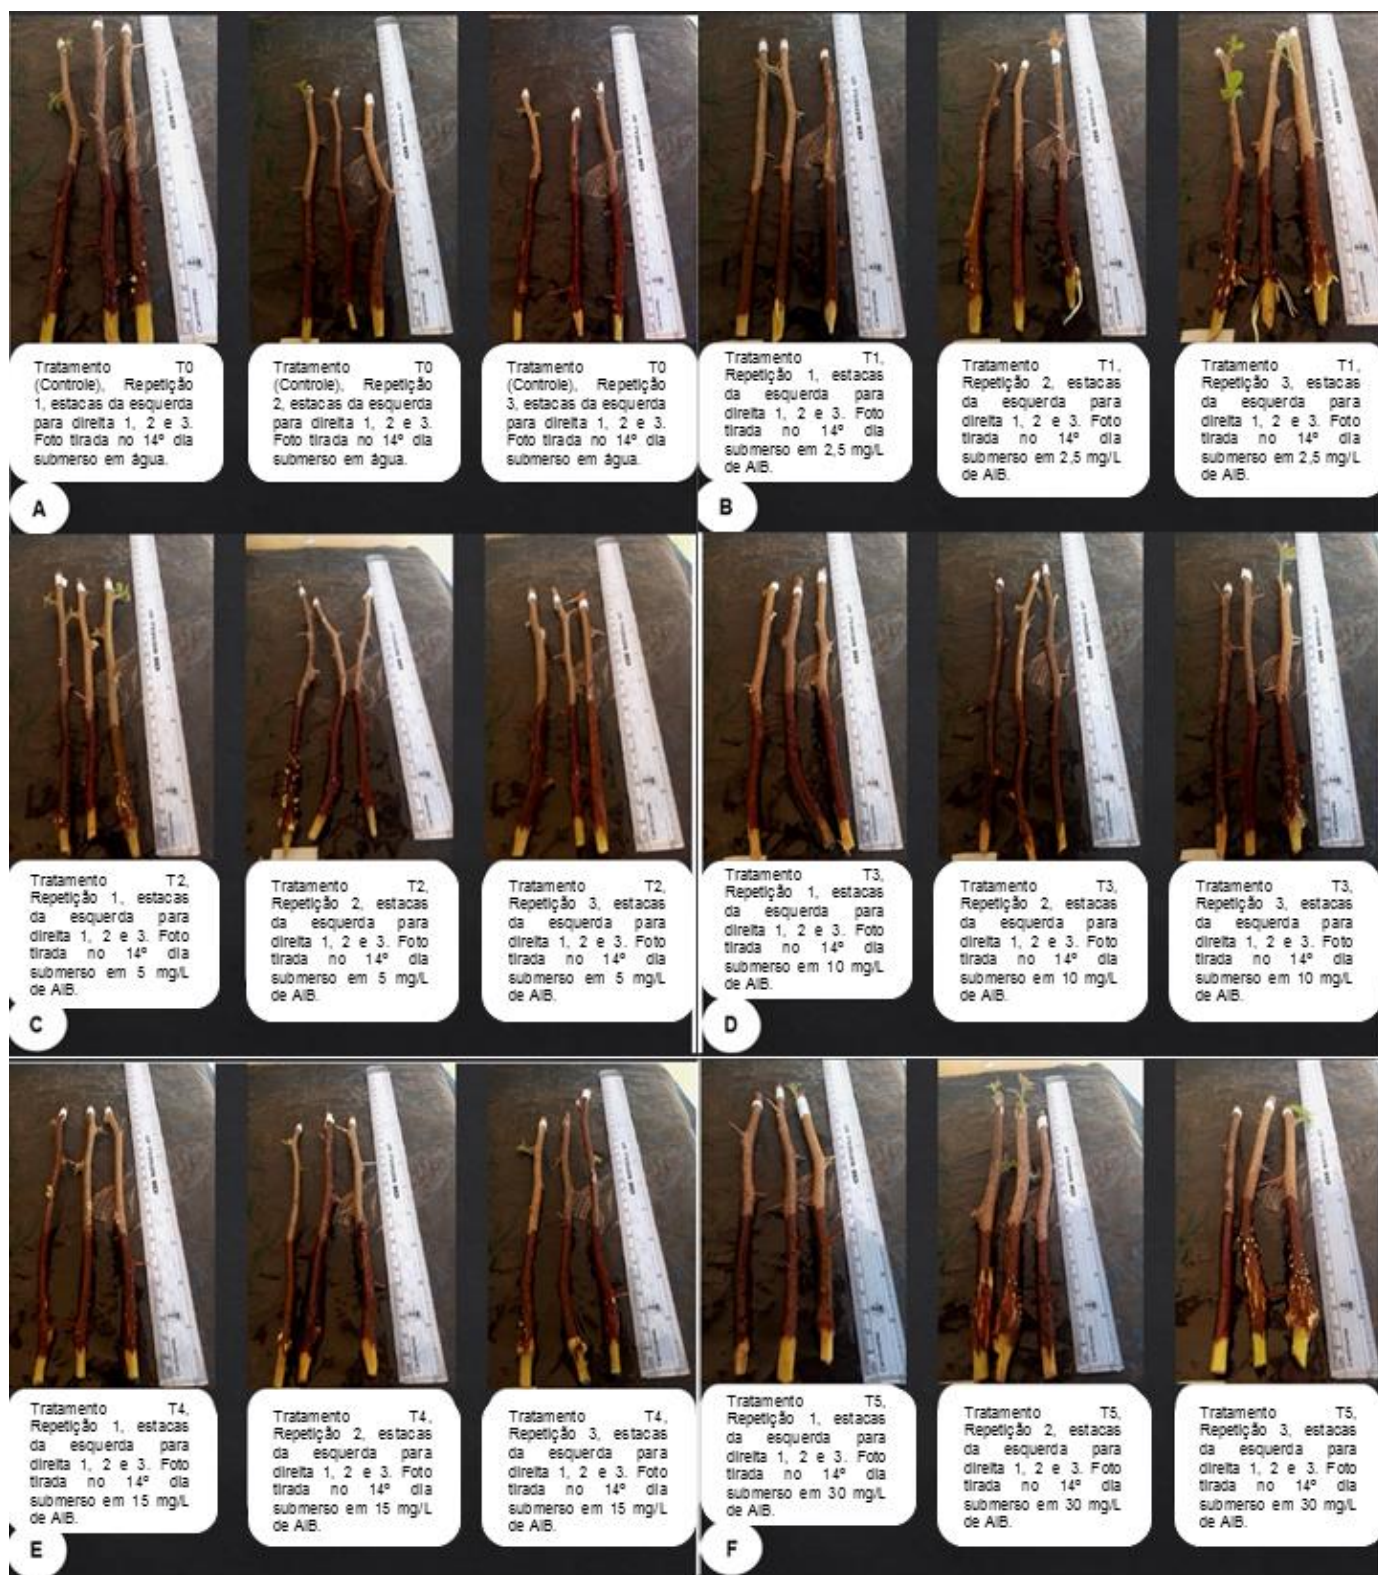 Tratamento T0
(Controle), Repetição
1, estacas da esquerda
para direita 1, 2 e 3.
Foto tirada no 14º dia
submerso em água.
Tratamento T0
(Controle), Repetição
2, estacas da esquerda
para direita 1, 2 e 3.
Foto tirada no 14º dia
submerso em água.
Tratamento T0
(Controle), Repetição
3, estacas da esquerda
para direita 1, 2 e 3.
Foto tirada no 14º dia
submerso em água.
A
Tratamento T1,
Repetição 1, estacas
da esquerda para
direita 1, 2 e 3. Foto
tirada no 14º dia
submerso em 2,5 mg/L
de AIB.
Tratamento T1,
Repetição 2, estacas
da esquerda para
direita 1, 2 e 3. Foto
tirada no 14º dia
submerso em 2,5 mg/L
de AIB.
Tratamento T1,
Repetição 3, estacas
da esquerda para
direita 1, 2 e 3. Foto
tirada no 14º dia
submerso em 2,5 mg/L
de AIB.
B
Tratamento T2,
Repetição 1, estacas
da esquerda para
direita 1, 2 e 3. Foto
tirada no 14º dia
submerso em 5 mg/L
de AIB.
Tratamento T2,
Repetição 2, estacas
da esquerda para
direita 1, 2 e 3. Foto
tirada no 14º dia
submerso em 5 mg/L
de AIB.
Tratamento T2,
Repetição 3, estacas
da esquerda para
direita 1, 2 e 3. Foto
tirada no 14º dia
submerso em 5 mg/L
de AIB.
C
Tratamento T3,
Repetição 1, estacas
da esquerda para
direita 1, 2 e 3. Foto
tirada no 14º dia
submerso em 10 mg/L
de AIB.
Tratamento T3,
Repetição 2, estacas
da esquerda para
direita 1, 2 e 3. Foto
tirada no 14º dia
submerso em 10 mg/L
de AIB.
Tratamento T3,
Repetição 3, estacas
da esquerda para
direita 1, 2 e 3. Foto
tirada no 14º dia
submerso em 10 mg/L
de AIB.
D
Tratamento T4,
Repetição 1, estacas
da esquerda para
direita 1, 2 e 3. Foto
tirada no 14º dia
submerso em 15 mg/L
de AIB.
Tratamento T4,
Repetição 2, estacas
da esquerda para
direita 1, 2 e 3. Foto
tirada no 14º dia
submerso em 15 mg/L
de AIB.
Tratamento T4,
Repetição 3, estacas
da esquerda para
direita 1, 2 e 3. Foto
tirada no 14º dia
submerso em 15 mg/L
de AIB.
E
Tratamento T5,
Repetição 1, estacas
da esquerda para
direita 1, 2 e 3. Foto
tirada no 14º dia
submerso em 30 mg/L
de AIB.
Tratamento T5,
Repetição 2, estacas
da esquerda para
direita 1, 2 e 3. Foto
tirada no 14º dia
submerso em 30 mg/L
de AIB.
Tratamento T5,
Repetição 3, estacas
da esquerda para
direita 1, 2 e 3. Foto
tirada no 14º dia
submerso em 30 mg/L
de AIB.
F